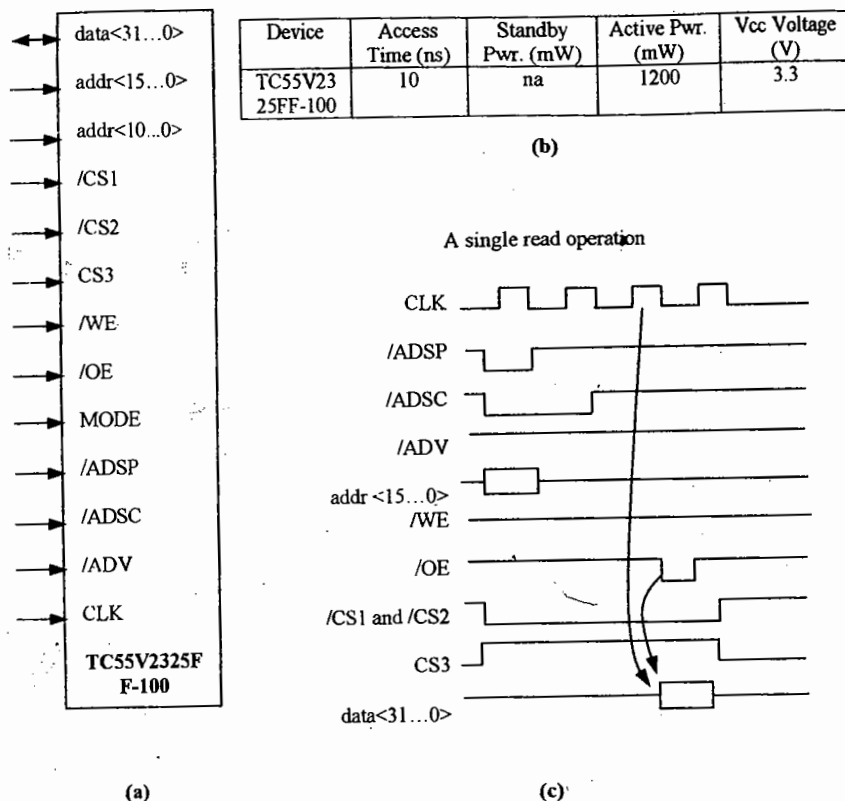 data<31...0>
addr<15...0>
addr<10...0>
/CS1
/CS2
CS3
/WE
/OE
MODE
/ADSP
/ADSC
/ADV
CLK
TC55V2325F
F-100
(a)
Device
Access
Time (ns)
Standby
Pwr. (mW)
Active Pwr.
(mW)
Vcc Voltage
(V)
TC55V23
25FF-100
10
na
1200
3.3
(b)
A single read operation
CLK
/ADSP
/ADSC
/ADV
addr <15...0>
/WE
/OE
/CS1 and /CS2
CS3
data<31...0>
(c)